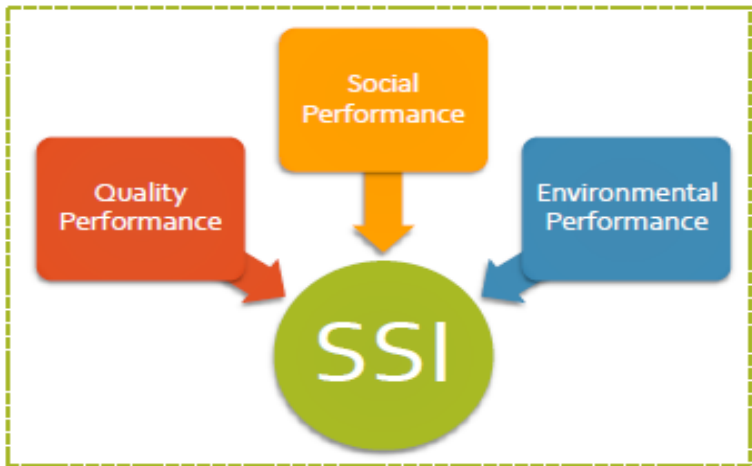 Social
Performance
Quality
Performance
Environmental
Performance
SSI